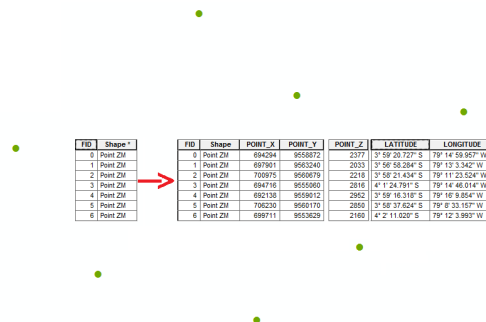 FID Shape * FID Shape POINT_X POINT_Y POINT_Z LATITUDE LONGITUDE
0 Point ZM 0 Point ZM 694294 9558872 2377 3° 59' 20.727" S 79° 14' 59.957" W
1 Point ZM 1 Point ZM 697901 9563240 2033 3° 56' 58.284" S 79° 13' 3.342" W
2 Point ZM 2 Point ZM 700975 9560679 2218 3° 58' 21.434" S 79° 11' 23.524" W
3 Point ZM 3 Point ZM 694716 9555060 2816 4° 1' 24.791" S 79° 14' 46.014" W
4 Point ZM 4 Point ZM 692138 9559012 2952 3° 59' 16.318" S 79° 16' 9.854" W
5 Point ZM 5 Point ZM 706230 9560170 2850 3° 58' 37.624" S 79° 8' 33.157" W
6 Point ZM 6 Point ZM 699711 9553629 2160 4° 2' 11.020" S 79° 12' 3.993" W